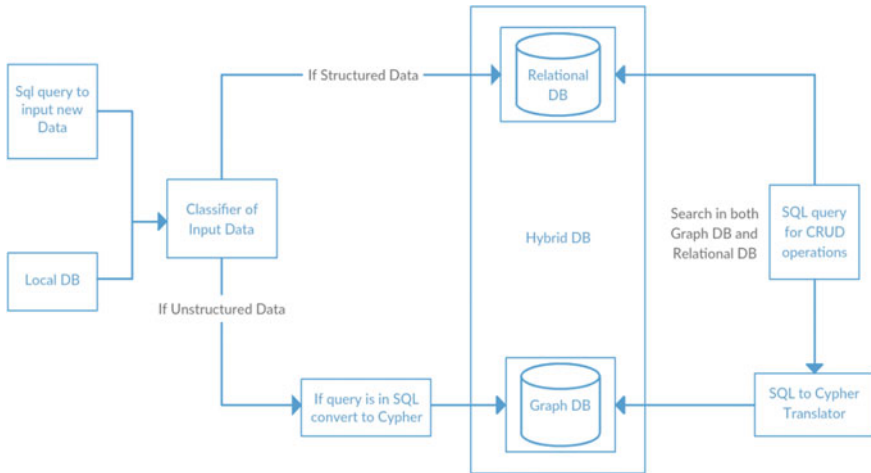 Sql query to
input new
Data
Local DB
Classifier of
Input Data
If Structured Data
If Unstructured Data
If query is in SQL
convert to Cypher
Relational
DB
Hybrid DB
Graph DB
Search in both
Graph DB and
Relational DB
SQL query
for CRUD
operations
SQL to Cypher
Translator